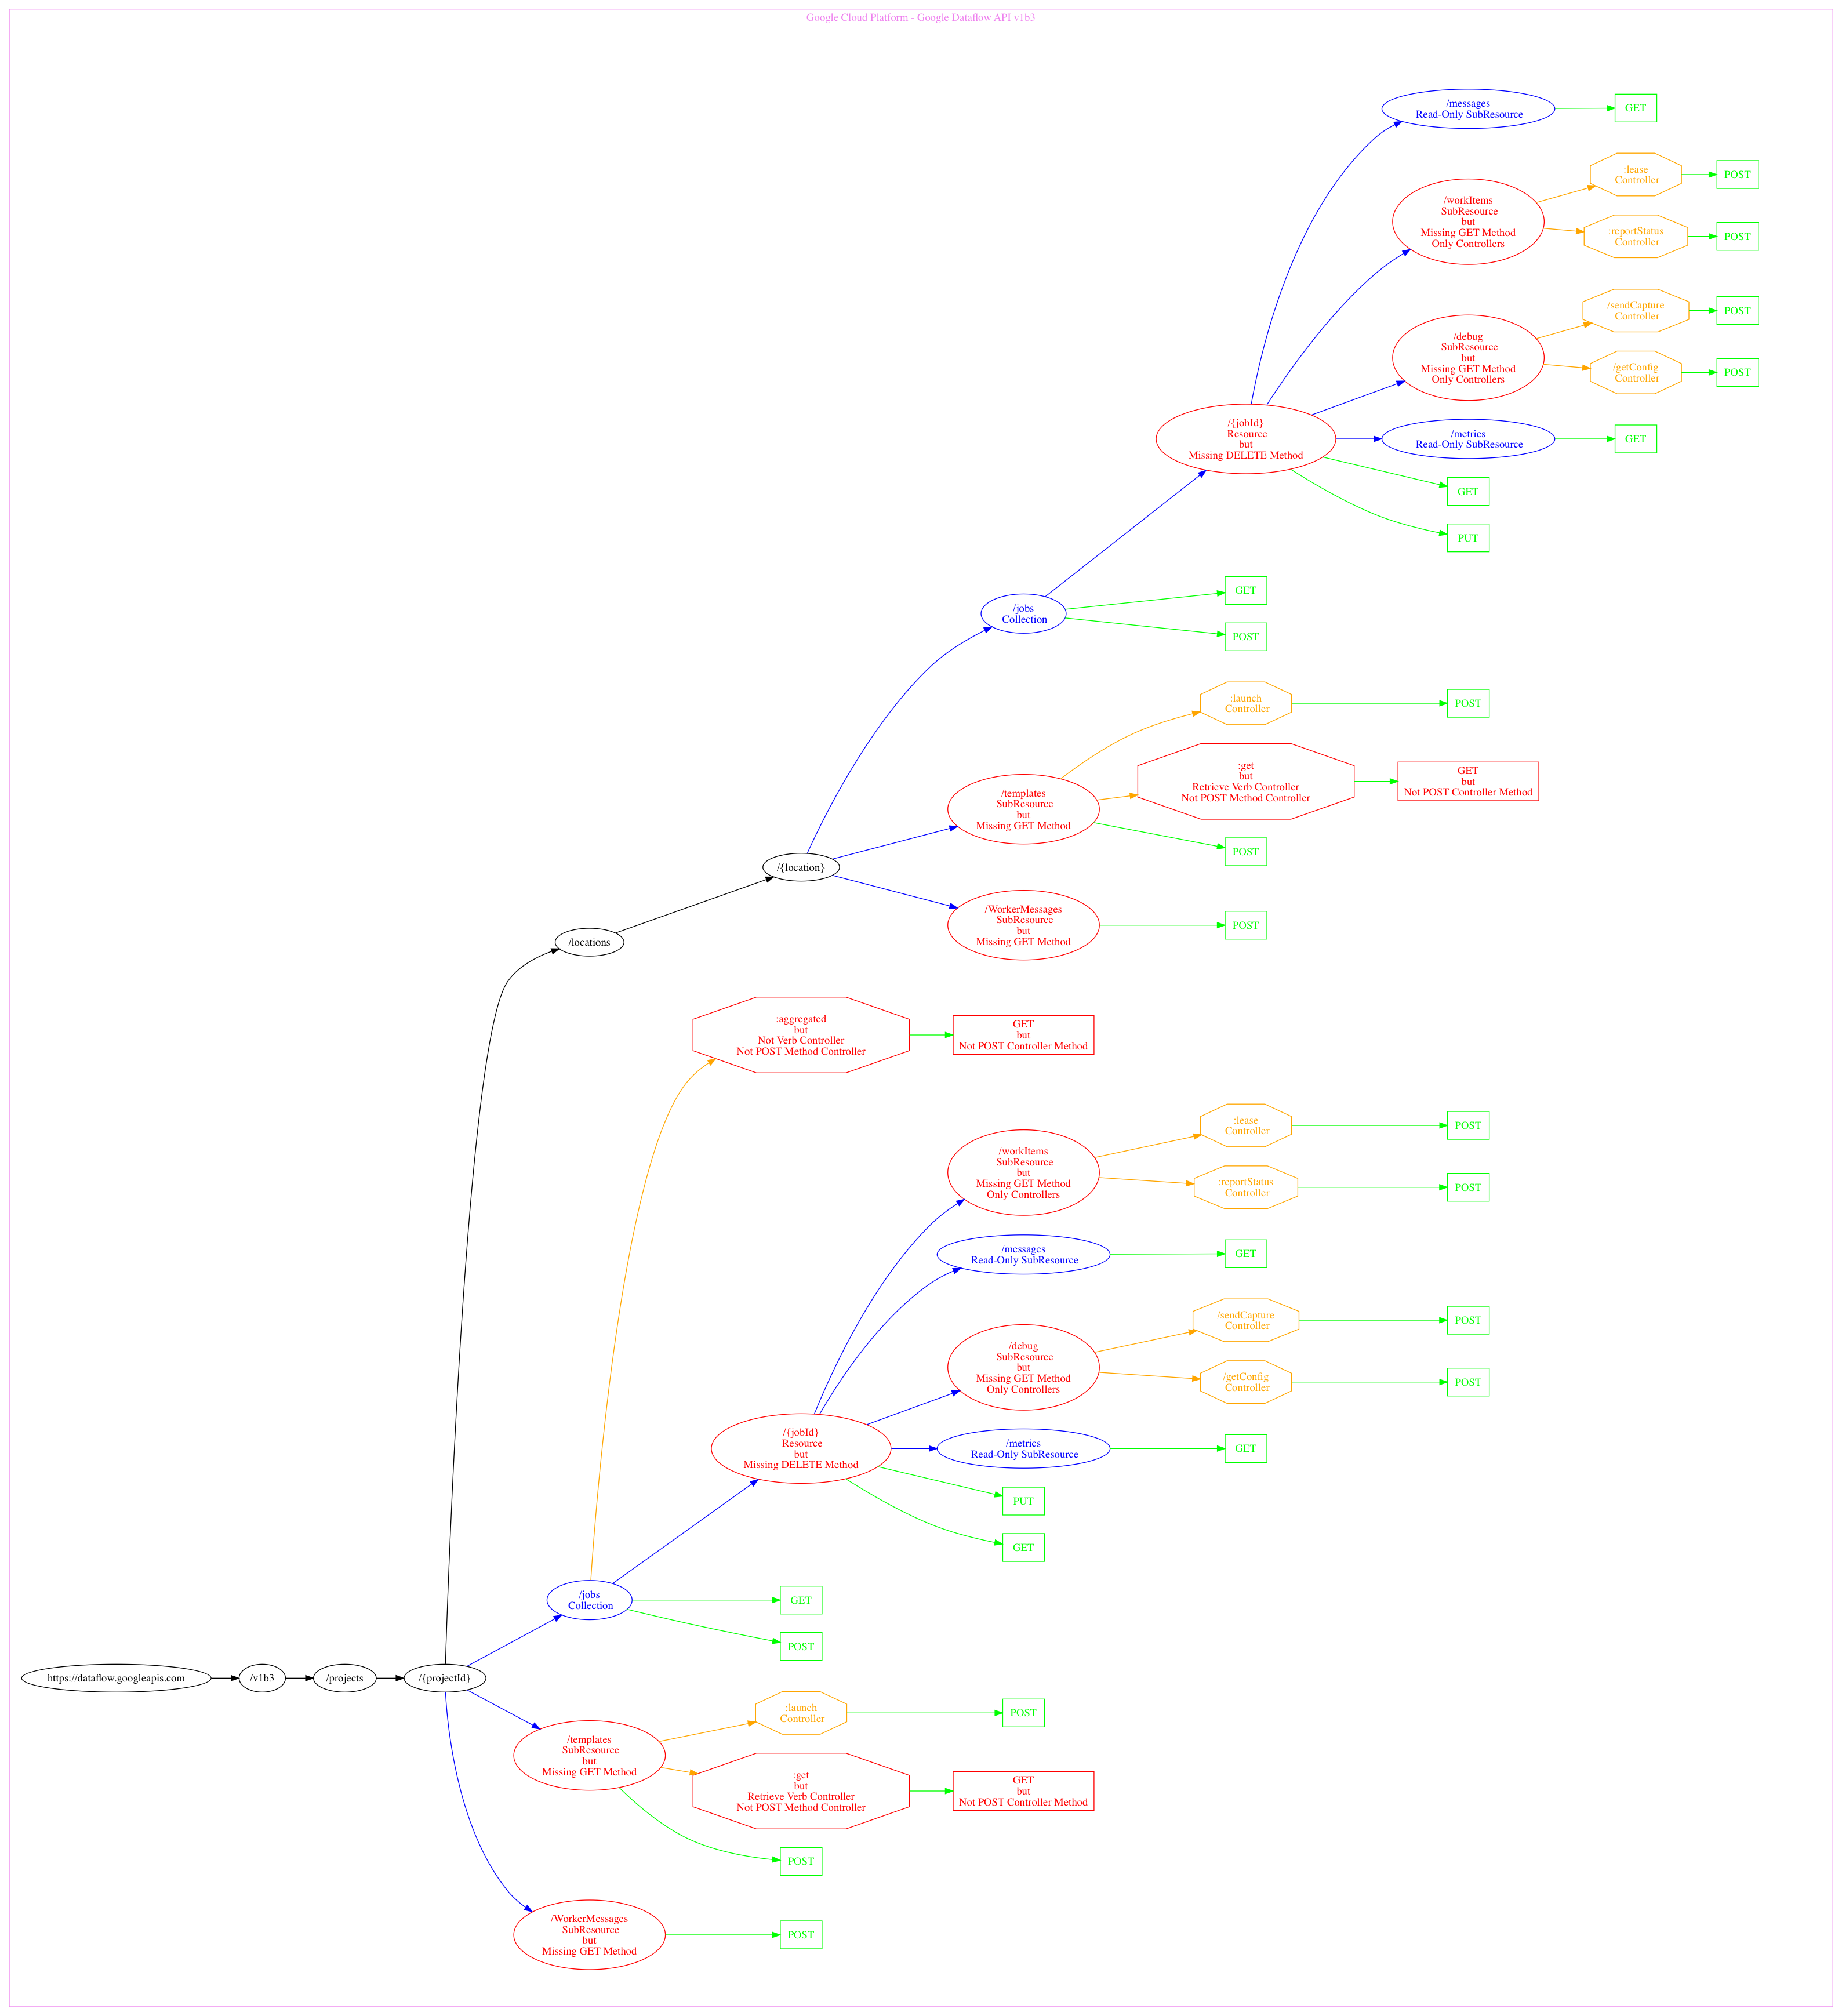 Google Cloud Platform - Google Dataflow API v1b3
/messages
Read-Only SubResource
GET
:lease
Controller
POST
/workItems
SubResource
but
Missing GET Method
Only Controllers
:reportStatus
Controller
POST
/sendCapture
Controller
POST
/debug
SubResource
but
Missing GET Method
Only Controllers
/getConfig
Controller
POST
/{jobId}
Resource
but
Missing DELETE Method
/metrics
Read-Only SubResource
GET
GET
PUT
/jobs
Collection
GET
POST
:launch
Controller
POST
:get
but
Retrieve Verb Controller
Not POST Method Controller
GET
but
Not POST Controller Method
/templates
SubResource
but
Missing GET Method
POST
/{location}
/WorkerMessages
SubResource
but
Missing GET Method
POST
/locations
:aggregated
but
Not Verb Controller
Not POST Method Controller
GET
but
Not POST Controller Method
:lease
Controller
POST
/workItems
SubResource
but
Missing GET Method
Only Controllers
:reportStatus
Controller
POST
/messages
Read-Only SubResource
GET
/sendCapture
Controller
POST
/debug
SubResource
but
Missing GET Method
Only Controllers
/getConfig
Controller
POST
/{jobId}
Resource
but
Missing DELETE Method
/metrics
Read-Only SubResource
GET
PUT
GET
/jobs
Collection
GET
POST
https://dataflow.googleapis.com
/v1b3
/projects
/{projectId}
:launch
Controller
POST
/templates
SubResource
but
Missing GET Method
:get
but
Retrieve Verb Controller
Not POST Method Controller
GET
but
Not POST Controller Method
POST
/WorkerMessages
SubResource
but
Missing GET Method
POST